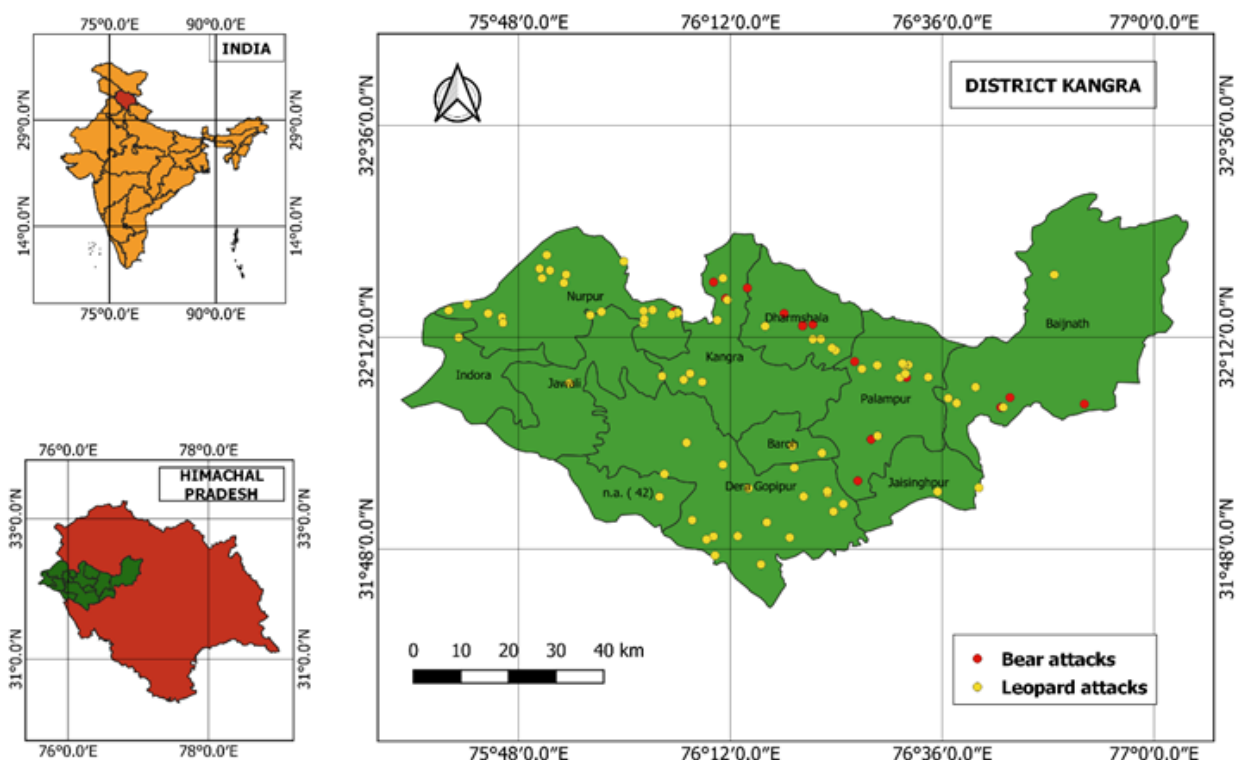 75°0.0'E 90°0.0'E
INDIA
29°0.0'N 29°0.0'N
14°0.0'N 14°0.0'N
75°0.0'E 90°0.0'E
76°0.0'E 78°0.0'E
HIMACHAL
PRADESH
33°0.0'N 33°0.0'N
31°0.0'N 31°0.0'N
76°0.0'E 78°0.0'E
75°48'0.0"E 76°12'0.0"E 76°36'0.0"E 77°0'0.0"E
DISTRICT KANGRA
32°36'0.0"N 32°36'0.0"N
Nurpur
Dharmshala
Baijnath
32°12'0.0"N 32°12'0.0"N
Kangra
Indora
Jawali
Palampur
Baroh
Jaisinghpur
Dera Gopipur
n.a. ( 42)
31°48'0.0"N 31°48'0.0"N
0 10 20 30 40 km
Bear attacks
Leopard attacks
75°48'0.0"E 76°12'0.0"E 76°36'0.0"E 77°0'0.0"E